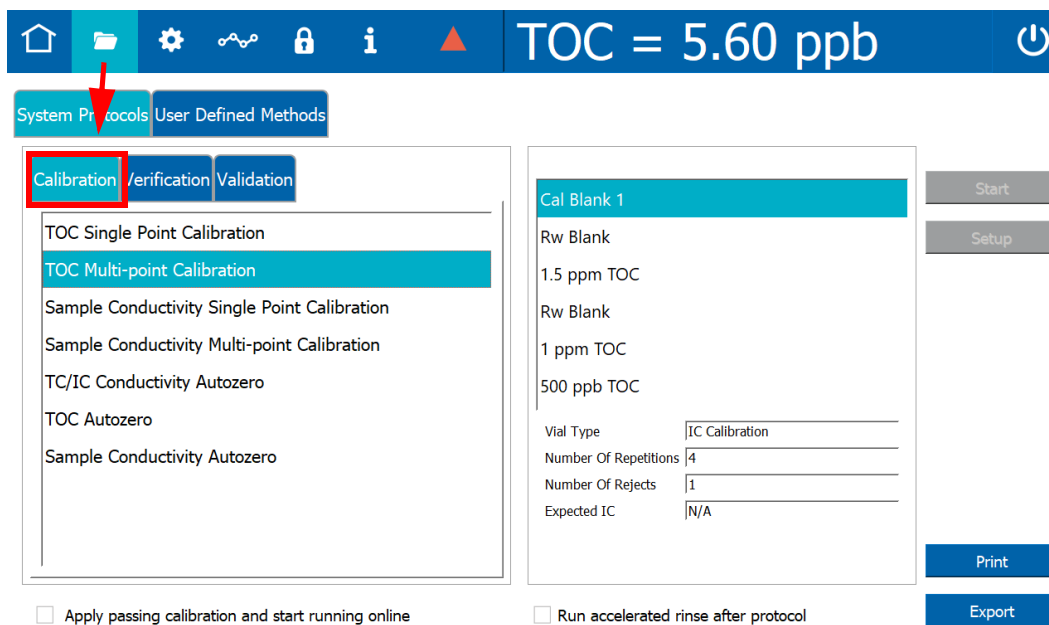 TOC = 5.60 ppb
System Protocols User Defined Methods
Calibration Verification Validation
TOC Single Point Calibration
TOC Multi-point Calibration
Sample Conductivity Single Point Calibration
Sample Conductivity Multi-point Calibration
TC/IC Conductivity Autozero
TOC Autozero
Sample Conductivity Autozero
Cal Blank 1
Rw Blank
1.5 ppm TOC
Rw Blank
1 ppm TOC
500 ppb TOC
Vial Type IC Calibration
Number Of Repetitions 4
Number Of Rejects 1
Expected IC N/A
Start
Setup
Print
Export
Apply passing calibration and start running online
Run accelerated rinse after protocol